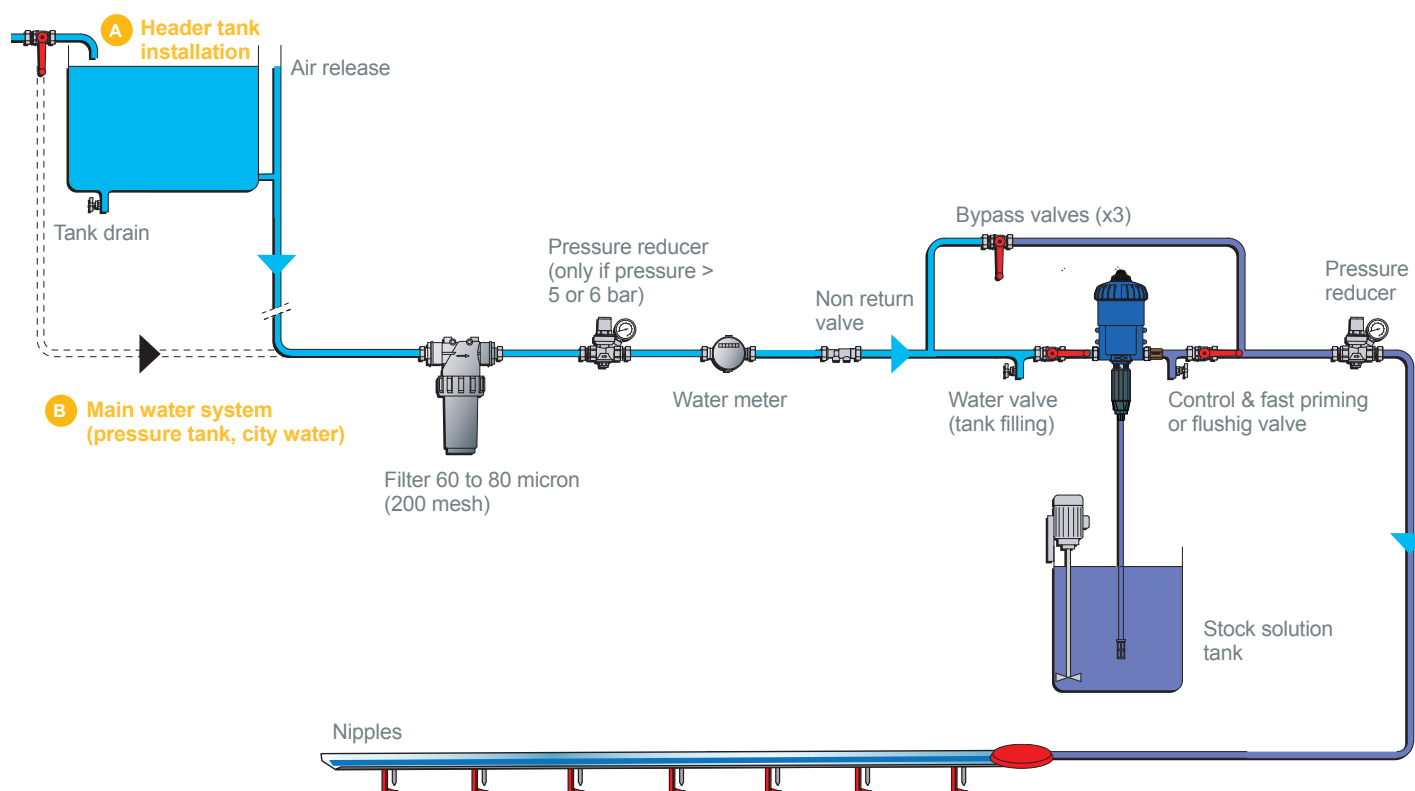 A Header tank
installation
Air release
Tank drain
Bypass valves (x3)
Pressure reducer
(only if pressure >
5 or 6 bar)
Non return
valve
Pressure
reducer
Water meter
Water valve
(tank filling)
Control & fast priming
or flushig valve
B Main water system
(pressure tank, city water)
Filter 60 to 80 micron
(200 mesh)
Stock solution
tank
Nipples